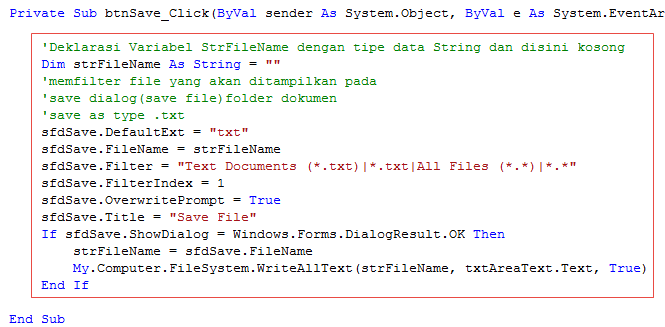 Private Sub btnSave_Click(ByVal sender As System.Object, ByVal e As System.EventAr
'Deklarasi Variabel StrFileName dengan tipe data String dan disini kosong
Dim strFileName As String = ""
'memfilter file yang akan ditampilkan pada
'save dialog(save file)folder dokumen
'save as type .txt
sfdSave.DefaultExt = "txt"
sfdSave.FileName = strFileName
sfdSave.Filter = "Text Documents (*.txt)|*.txt|All Files (*.*)|*.*"
sfdSave.FilterIndex = 1
sfdSave.OverwritePrompt = True
sfdSave.Title = "Save File"
If sfdSave.ShowDialog = Windows.Forms.DialogResult.OK Then
strFileName = sfdSave.FileName
My.Computer.FileSystem.WriteAllText(strFileName, txtAreaText.Text, True)
End If
End Sub